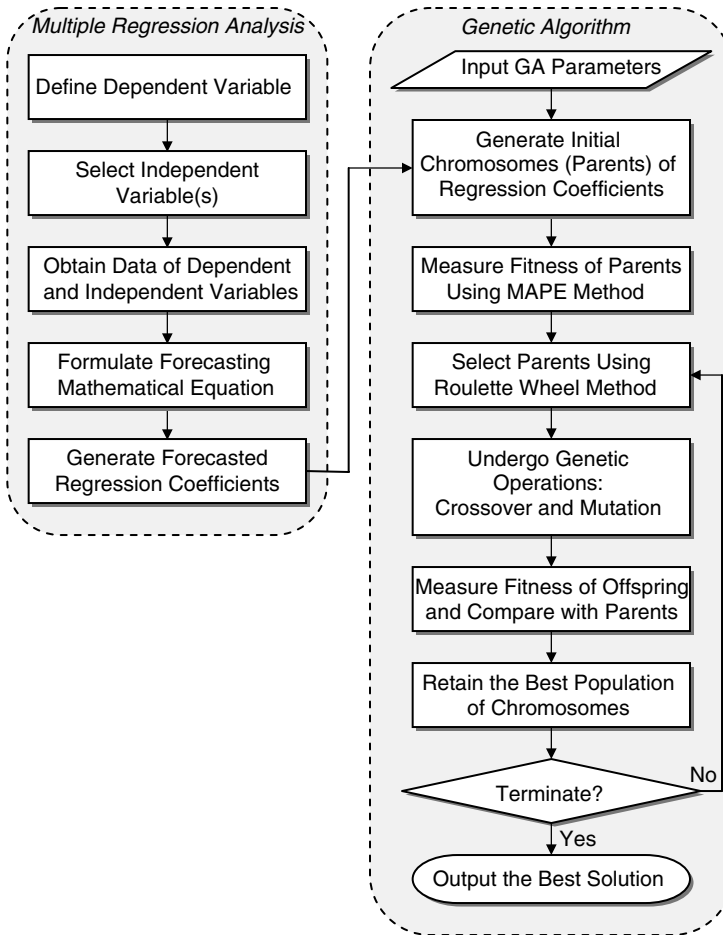 Multiple Regression Analysis
Define Dependent Variable
Select Independent
Variable(s)
Obtain Data of Dependent
and Independent Variables
Formulate Forecasting
Mathematical Equation
Generate Forecasted
Regression Coefficients
Genetic Algorithm
Input GA Parameters
Generate Initial
Chromosomes (Parents) of
Regression Coefficients
Measure Fitness of Parents
Using MAPE Method
Select Parents Using
Roulette Wheel Method
Undergo Genetic
Operations:
Crossover and Mutation
Measure Fitness of Offspring
and Compare with Parents
Retain the Best Population
of Chromosomes
Terminate?
No
Yes
Output the Best Solution